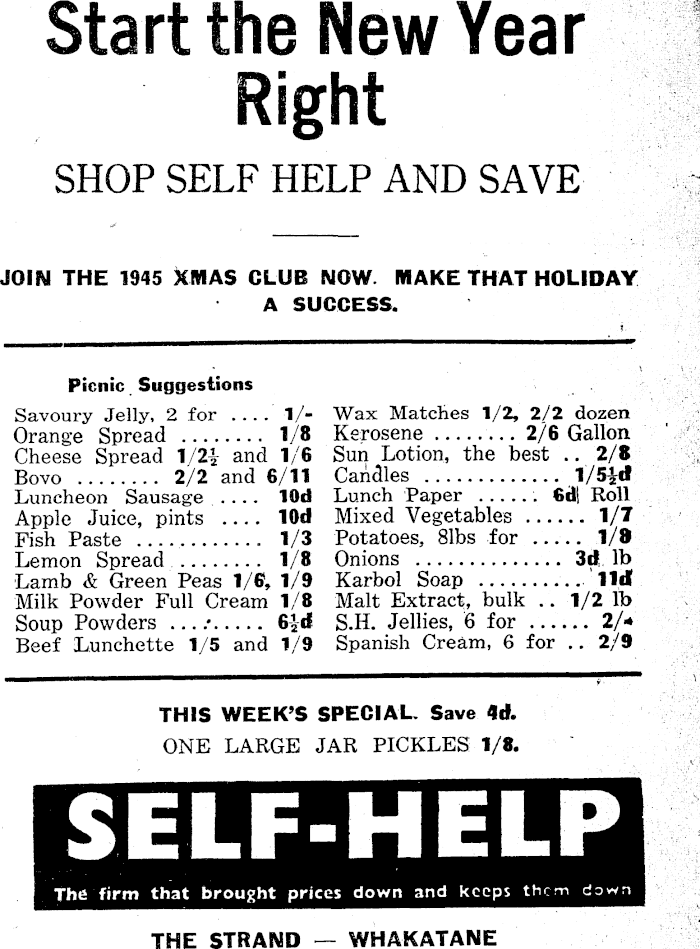 Start the New Year
Right
SHOP SELF HELP AND SAVE
JOIN THE 1945 XMAS CLUB NOW. MAKE THAT HOLIDAY
A SUCCESS.
Picnic Suggestions
Savoury Jelly, 2 for .... 1/-
Orange Spread ........ 1/8
Cheese Spread 1/2½ and 1/6
Bovo ........ 2/2 and 6/11
Luncheon Sausage .... 10d
Apple Juice, pints .... 10d
Fish Paste ............ 1/3
Lemon Spread ........ 1/8
Lamb & Green Peas 1/6, 1/9
Milk Powder Full Cream 1/8
Soup Powders ......... 6½d
Beef Lunchette 1/5 and 1/9
Wax Matches 1/2, 2/2 dozen
Kerosene ........ 2/6 Gallon
Sun Lotion, the best .. 2/8
Candles ............. 1/5½d
Lunch Paper ...... 6d Roll
Mixed Vegetables ...... 1/7
Potatoes, 8lbs for ..... 1/8
Onions .............. 3d lb
Karbol Soap .......... 11d
Malt Extract, bulk .. 1/2 lb
S.H. Jellies, 6 for ...... 2/-
Spanish Cream, 6 for .. 2/9
THIS WEEK'S SPECIAL. Save 4d.
ONE LARGE JAR PICKLES 1/8.
SELF-HELP
The firm that brought prices down and keeps them down
THE STRAND — WHAKATANE